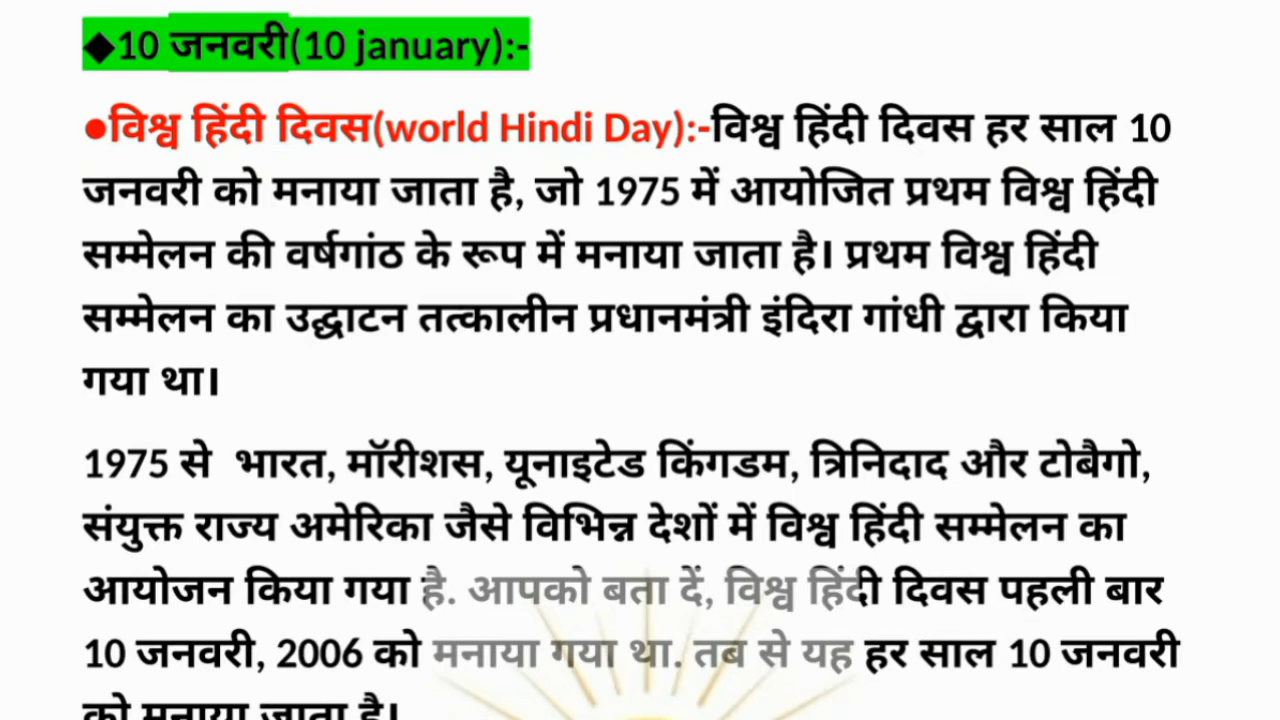 ◆10 जनवरी(10 january):-
●विश्व हिंदी दिवस(world Hindi Day):-विश्व हिंदी दिवस हर साल 10
जनवरी को मनाया जाता है, जो 1975 में आयोजित प्रथम विश्व हिंदी
सम्मेलन की वर्षगांठ के रूप में मनाया जाता है। प्रथम विश्व हिंदी
सम्मेलन का उद्घाटन तत्कालीन प्रधानमंत्री इंदिरा गांधी द्वारा किया
गया था।
1975 से भारत, मॉरीशस, यूनाइटेड किंगडम, त्रिनिदाद और टोबैगो,
संयुक्त राज्य अमेरिका जैसे विभिन्न देशों में विश्व हिंदी सम्मेलन का
आयोजन किया गया है. आपको बता दें, विश्व हिंदी दिवस पहली बार
10 जनवरी, 2006 को मनाया गया था. तब से यह हर साल 10 जनवरी
को मनाया जाता है।